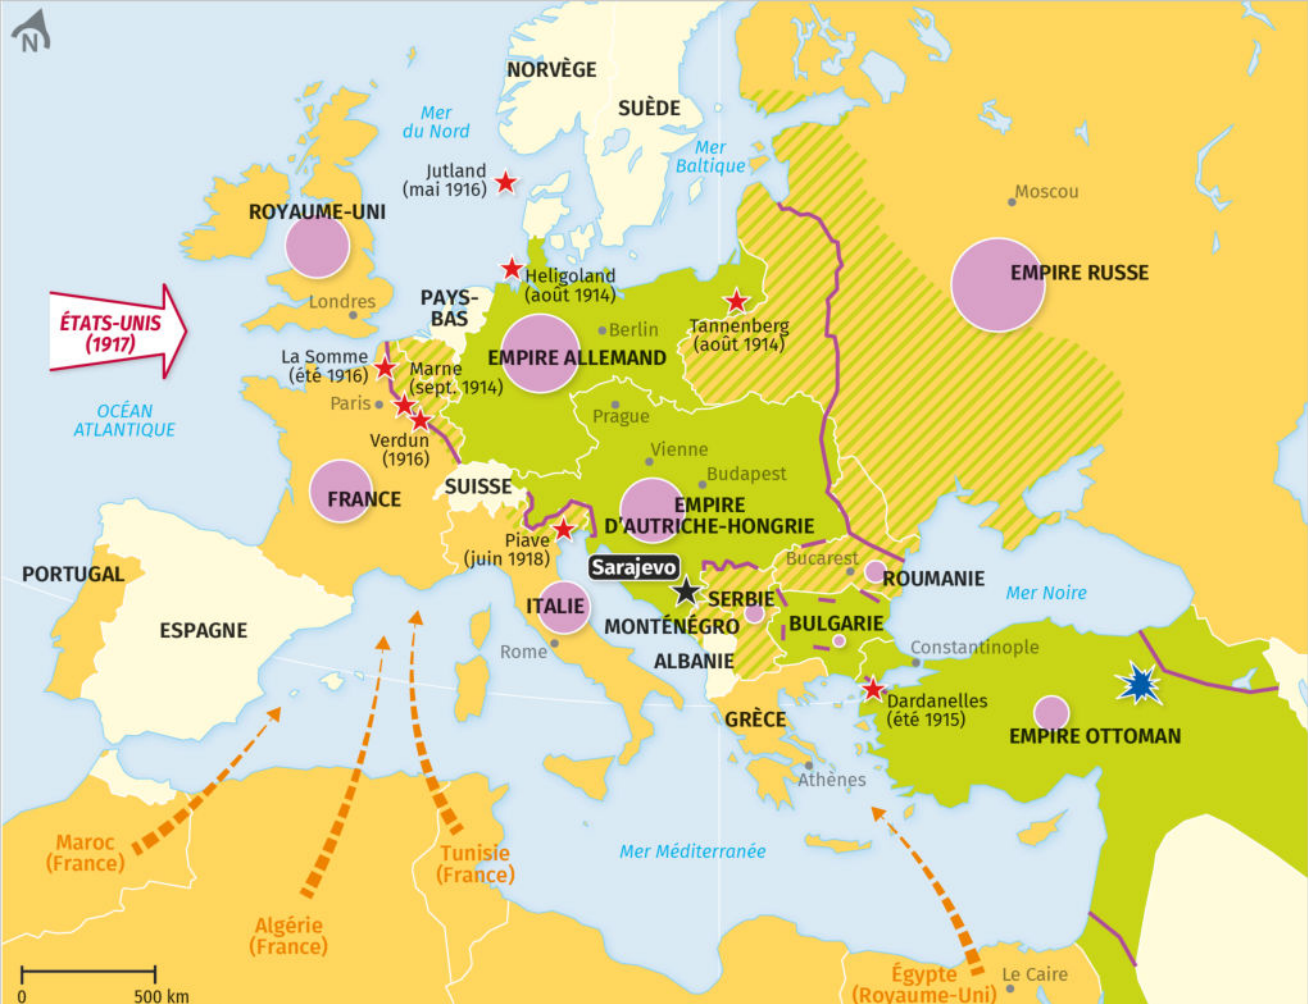 N
NORVÈGE
SUÈDE
Mer
du Nord
Mer
Baltique
Jutland
(mai 1916)
Moscou
ROYAUME-UNI
EMPIRE RUSSE
Heligoland
(août 1914)
PAYS-
BAS
Londres
ÉTATS-UNIS
(1917)
Berlin
Tannenberg
(août 1914)
EMPIRE ALLEMAND
La Somme
(été 1916)
Marne
(sept. 1914)
Paris
OCÉAN
ATLANTIQUE
Prague
Verdun
(1916)
Vienne
Budapest
SUISSE
FRANCE
EMPIRE
D'AUTRICHE-HONGRIE
Piave
(juin 1918)
Bucarest
Sarajevo
PORTUGAL
ROUMANIE
Mer Noire
ITALIE
SERBIE
MONTÉNÉGRO
BULGARIE
ESPAGNE
Rome
ALBANIE
Constantinople
Dardanelles
(été 1915)
GRÈCE
EMPIRE OTTOMAN
Athènes
Maroc
(France)
Tunisie
(France)
Mer Méditerranée
Algérie
(France)
Égypte
(Royaume-Uni)
Le Caire
0 500 km